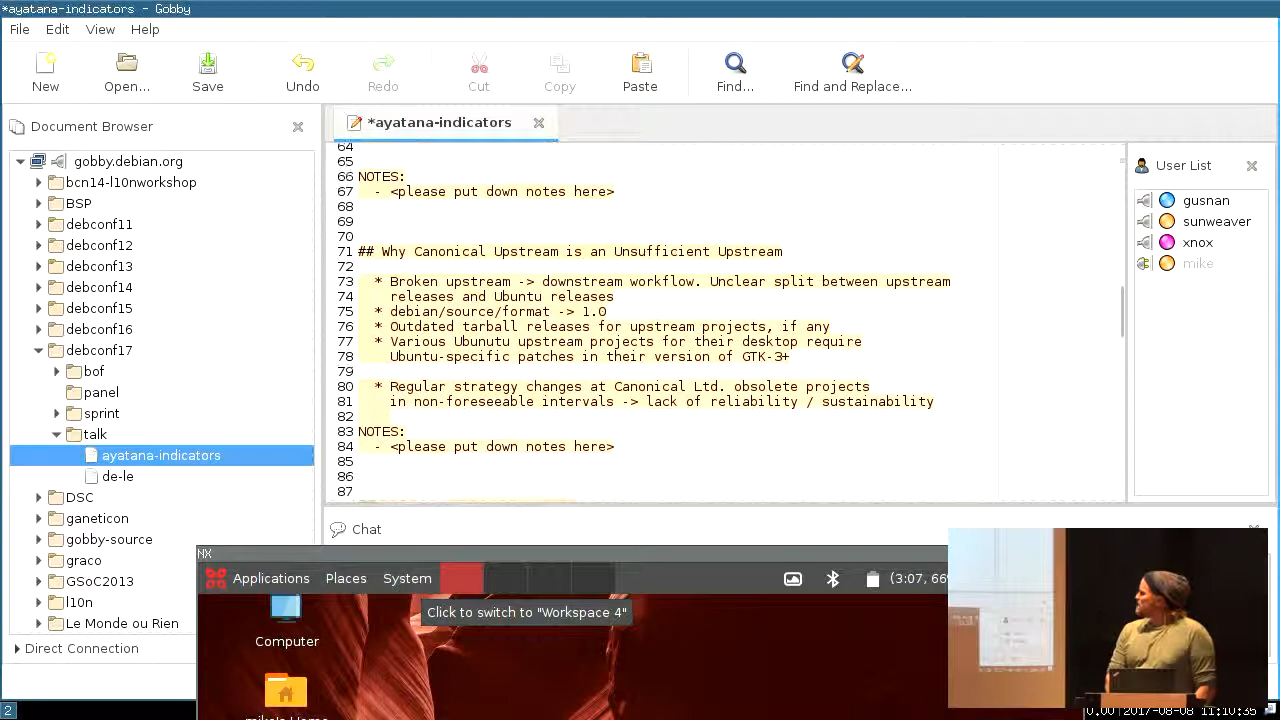 *ayatana-indicators - Gobby
File Edit View Help
New Open... Save Undo Redo Cut Copy Paste Find... Find and Replace...
Document Browser
gobby.debian.org
bcn14-l10nworkshop
BSP
debconf11
debconf12
debconf13
debconf14
debconf15
debconf16
debconf17
bof
panel
sprint
talk
ayatana-indicators
de-le
DSC
ganeticon
gobby-source
graco
GSoC2013
l10n
Le Monde ou Rien
Direct Connection
*ayatana-indicators
64
65
66 NOTES:
67 - <please put down notes here>
68
69
70
71 ## Why Canonical Upstream is an Unsufficient Upstream
72
73 * Broken upstream -> downstream workflow. Unclear split between upstream
74 releases and Ubuntu releases
75 * debian/source/format -> 1.0
76 * Outdated tarball releases for upstream projects, if any
77 * Various Ubunutu upstream projects for their desktop require
78 Ubuntu-specific patches in their version of GTK-3+
79
80 * Regular strategy changes at Canonical Ltd. obsolete projects
81 in non-foreseeable intervals -> lack of reliability / sustainability
82
83 NOTES:
84 - <please put down notes here>
85
86
87
User List
gusnan
sunweaver
xnox
mike
Chat
NX
Applications Places System (3:07, 66%
Click to switch to "Workspace 4"
Computer
mike's Home
2
0.00 2017-08-08 11:10:35